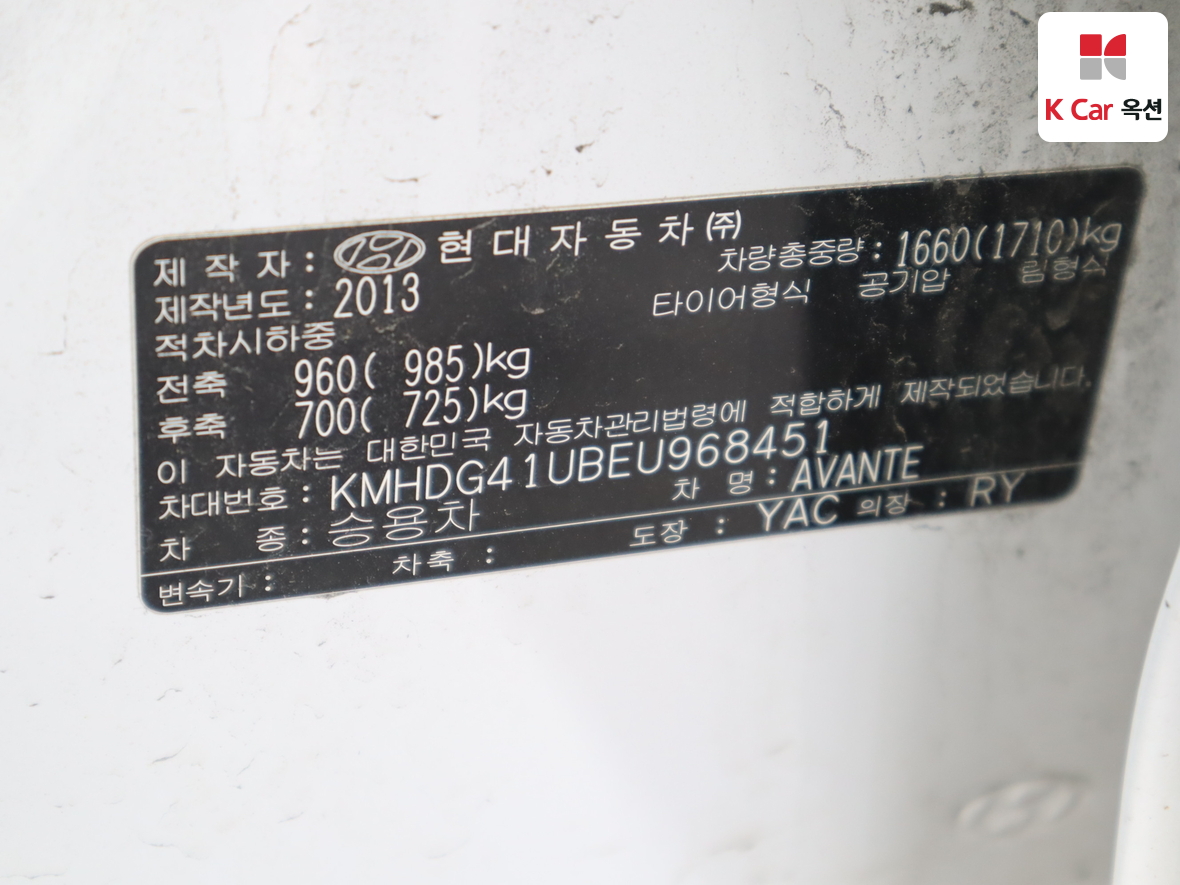 K Car 옥션
제 작 자 : 현 대 자 동 차 ㈜
차량총중량 : 1660(1710)kg
제작년도 : 2013
타이어형식 공기압 림형식
적차시하중
전축 960( 985)kg
후축 700( 725)kg
이 자동차는 대한민국 자동차관리법령에 적합하게 제작되었습니다.
차대번호 : KMHDG41UBEU968451
차 종 : 승용차 차 명 : AVANTE
변속기 : 차축 : 도장 : YAC 의장 : RY